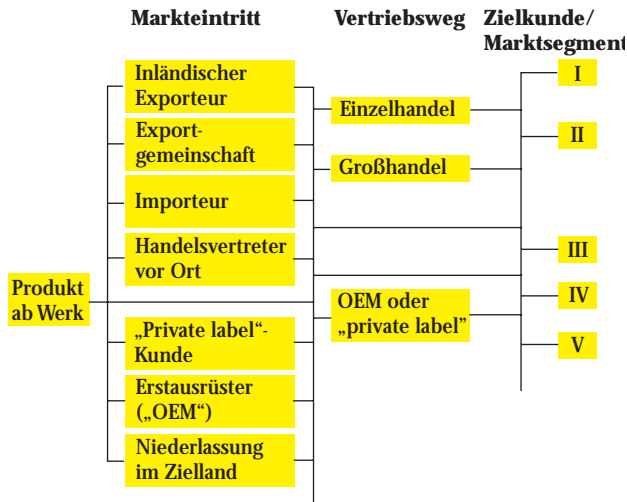 Markteintritt
Vertriebsweg
Zielkunde/
Marktsegment
Inländischer
Exporteur
Export-
gemeinschaft
Importeur
Handelsvertreter
vor Ort
Produkt
ab Werk
„Private label“-
Kunde
Erstausrüster
(„OEM“)
Niederlassung
im Zielland
Einzelhandel
Großhandel
OEM oder
„private label”
I
II
III
IV
V